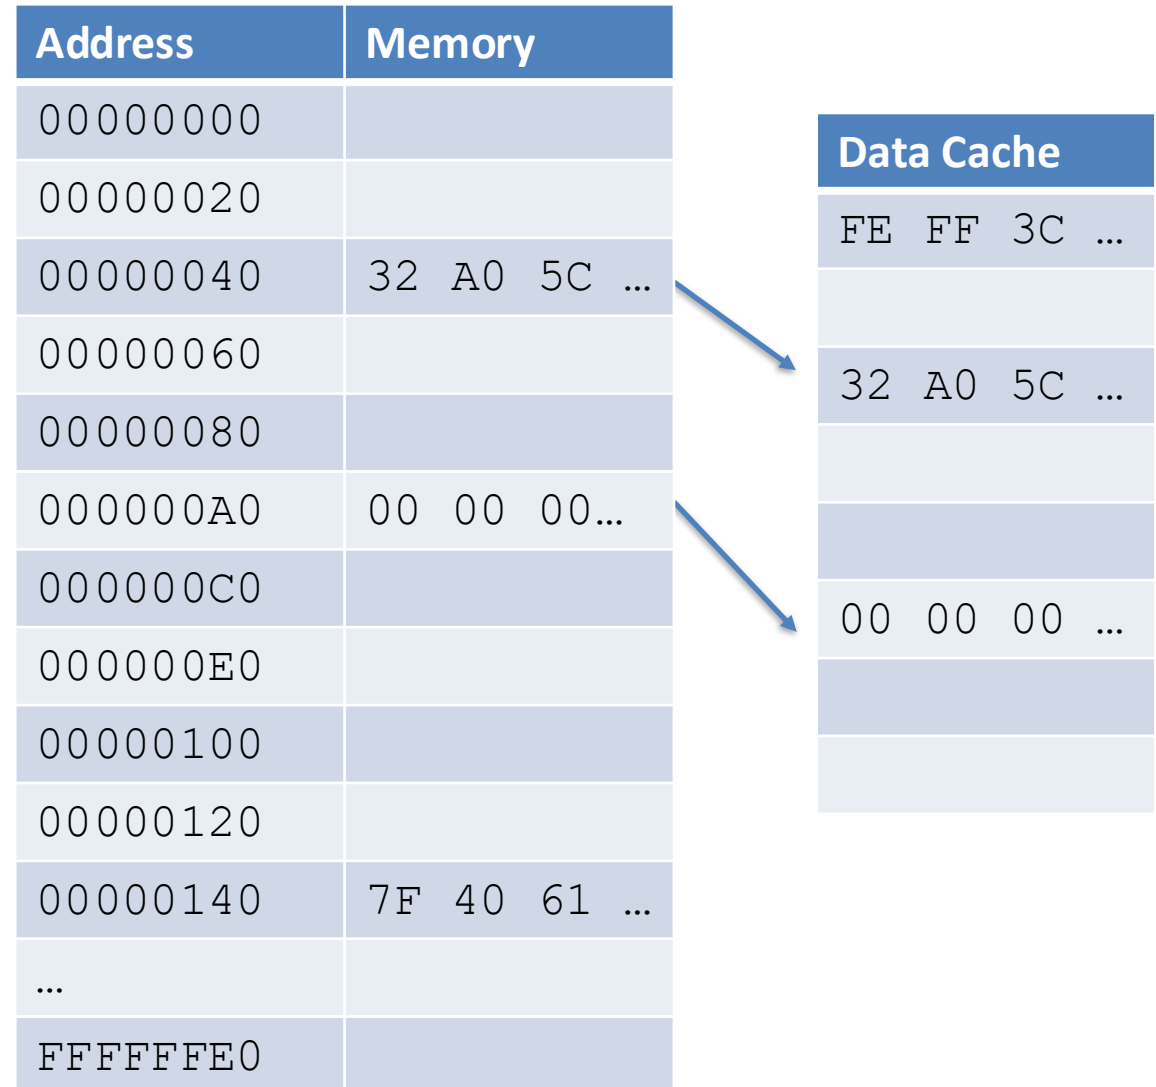 Address Memory
00000000
00000020
00000040 32 A0 5C …
00000060
00000080
000000A0 00 00 00…
000000C0
000000E0
00000100
00000120
00000140 7F 40 61 …
…
FFFFFFE0
Data Cache
FE FF 3C …
32 A0 5C …
00 00 00 …